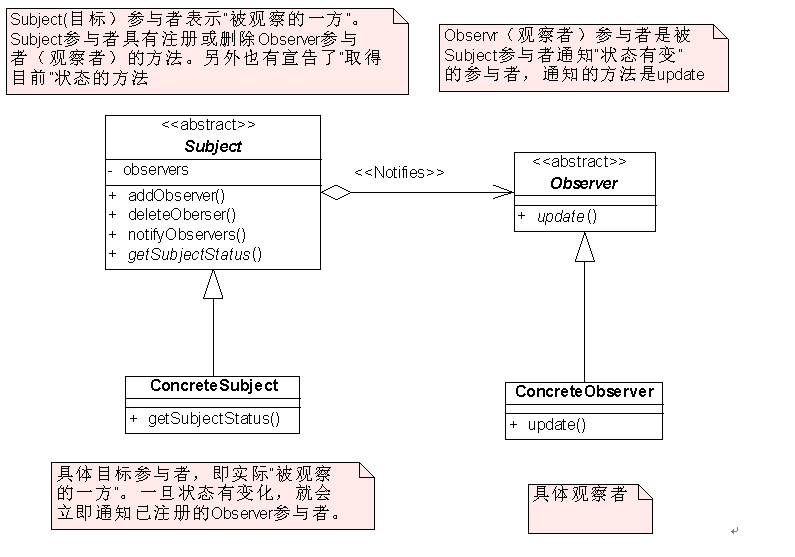 Subject(目标）参与者表示“被观察的一方”。
Subject参与者具有注册或删除Observer参与
者（观察者）的方法。另外也有宣告了“取得
目前”状态的方法
Observr（观察者）参与者是被
Subject参与者通知“状态有变”
的参与者，通知的方法是update
<<abstract>>
Subject
- observers
+ addObserver()
+ deleteOberser()
+ notifyObservers()
+ getSubjectStatus()
<<Notifies>>
<<abstract>>
Observer
+ update()
ConcreteSubject
+ getSubjectStatus()
ConcreteObserver
+ update()
具体目标参与者，即实际“被观察
的一方”。一旦状态有变化，就会
立即通知已注册的Observer参与者。
具体观察者